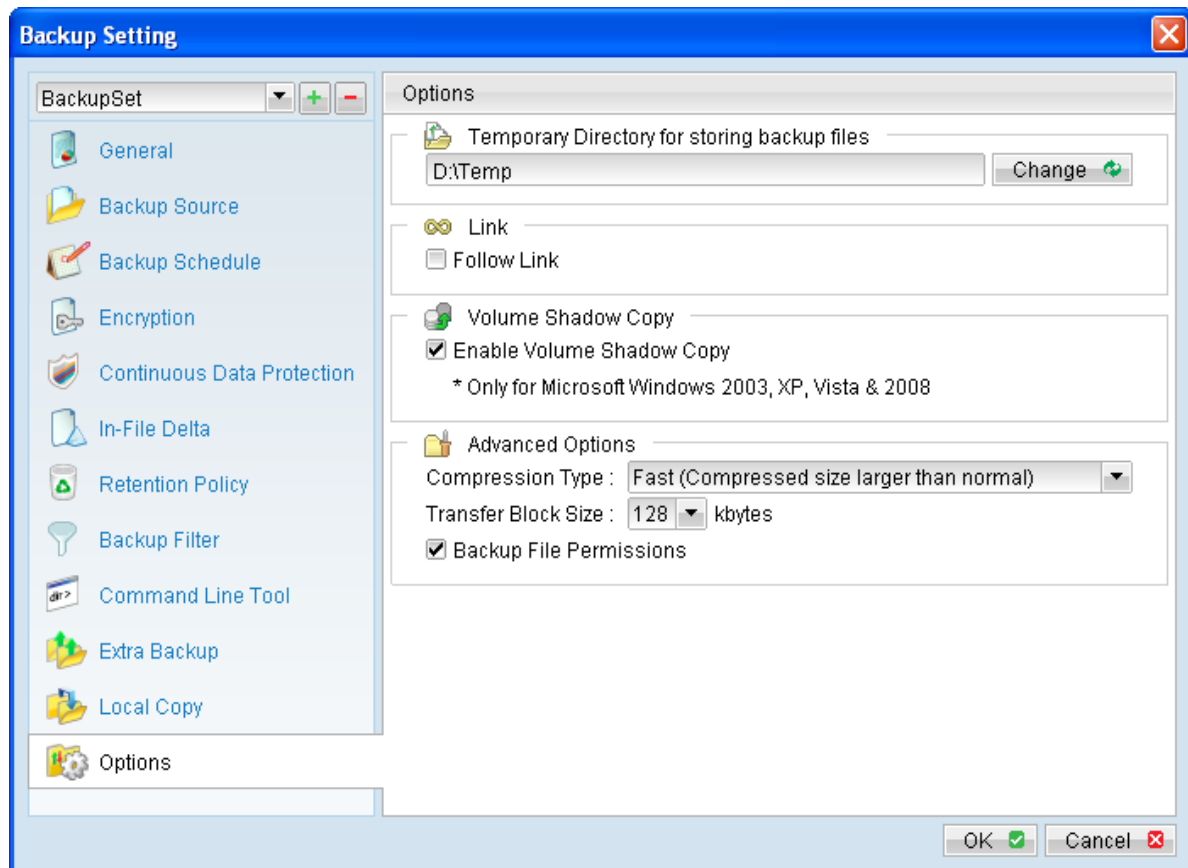 Backup Setting
BackupSet
General
Backup Source
Backup Schedule
Encryption
Continuous Data Protection
In-File Delta
Retention Policy
Backup Filter
dir>
Command Line Tool
Extra Backup
Local Copy
Options
Options
Temporary Directory for storing backup files
D:\Temp
Change
Link
Follow Link
Volume Shadow Copy
Enable Volume Shadow Copy
* Only for Microsoft Windows 2003, XP, Vista & 2008
Advanced Options
Compression Type : Fast (Compressed size larger than normal)
Transfer Block Size : 128 kbytes
Backup File Permissions
OK Cancel